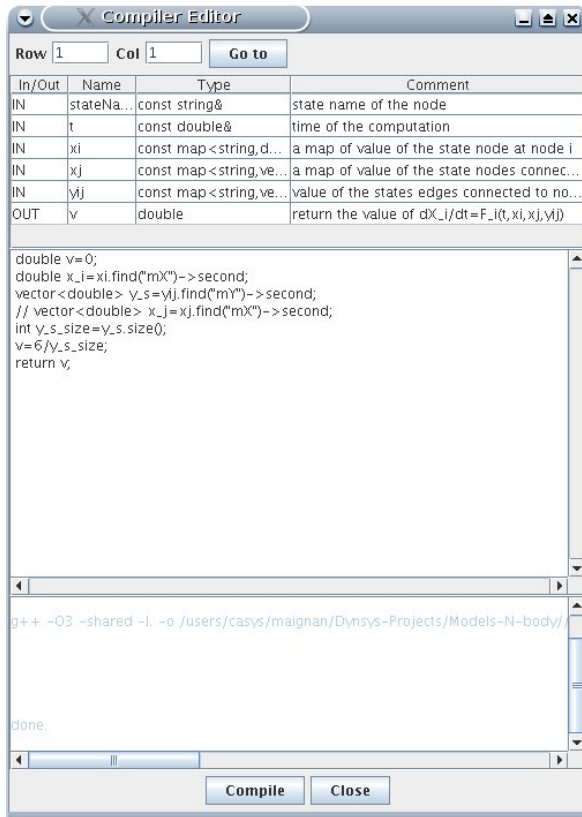 Compiler Editor
Row 1 Col 1 Go to
In/Out Name Type Comment
IN stateNa... const string& state name of the node
IN t const double& time of the computation
IN xi const map<string,d... a map of value of the state node at node i
IN xj const map<string,ve... a map of value of the state nodes connec...
IN yij const map<string,ve... value of the states edges connected to no...
OUT v double return the value of dX_i/dt=F_i(t,xi,xj,yij)
double v=0;
double x_i=xi.find("mX")->second;
vector<double> y_s=yij.find("mY")->second;
// vector<double> x_j=xj.find("mX")->second;
int y_s_size=y_s.size();
v=6/y_s_size;
return v;
g++ -O3 -shared -I. -o /users/casys/maignan/Dynsys-Projects/Models-N-body//
done.
Compile Close